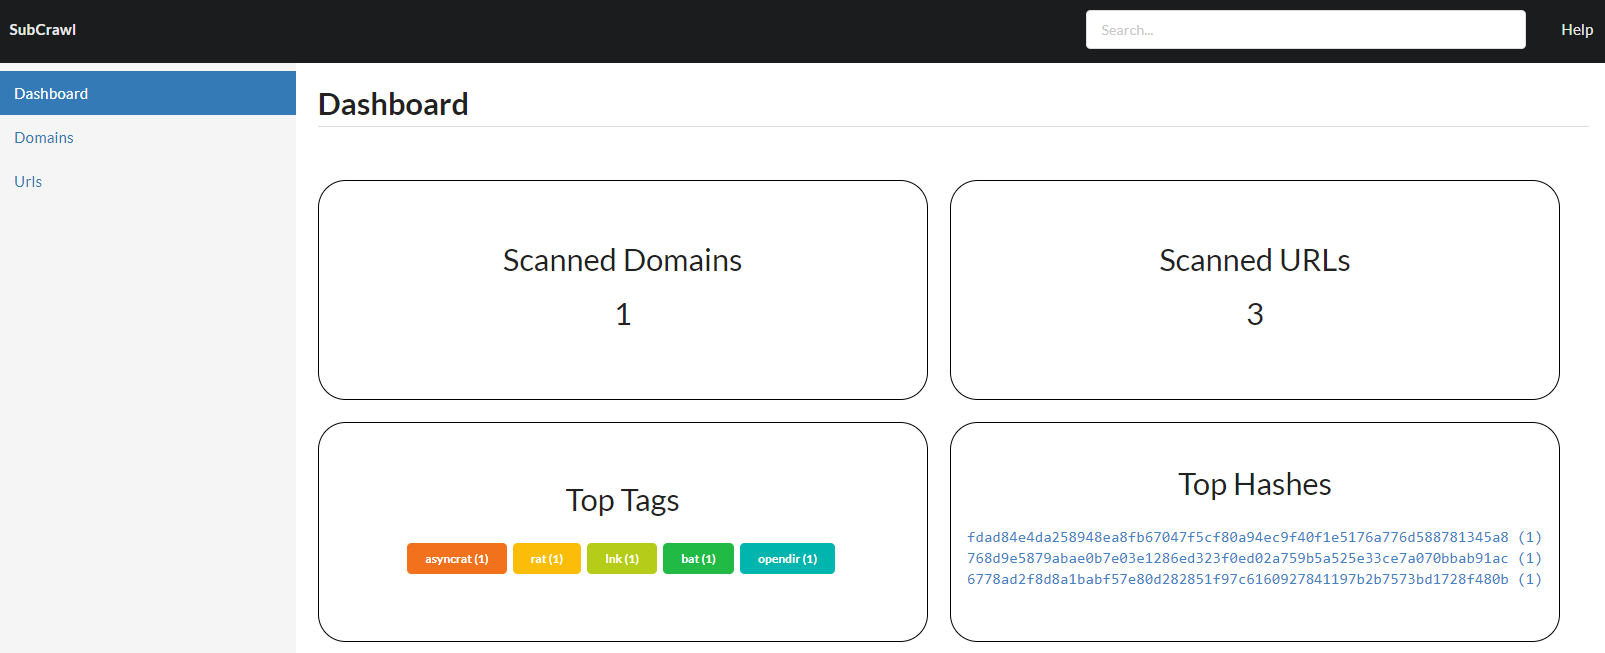 SubCrawl
Search...
Help
Dashboard
Domains
Urls
Dashboard
Scanned Domains
1
Scanned URLs
3
Top Tags
asyncrat (1)
rat (1)
lnk (1)
bat (1)
opendir (1)
Top Hashes
fdad84e4da258948ea8fb67047f5cf80a94ec9f40f1e5176a776d588781345a8 (1)
768d9e5879abae0b7e03e1286ed323f0ed02a759b5a525e33ce7a070bbab91ac (1)
6778ad2f8d8a1babf57e80d282851f97c6160927841197b2b7573bd1728f480b (1)